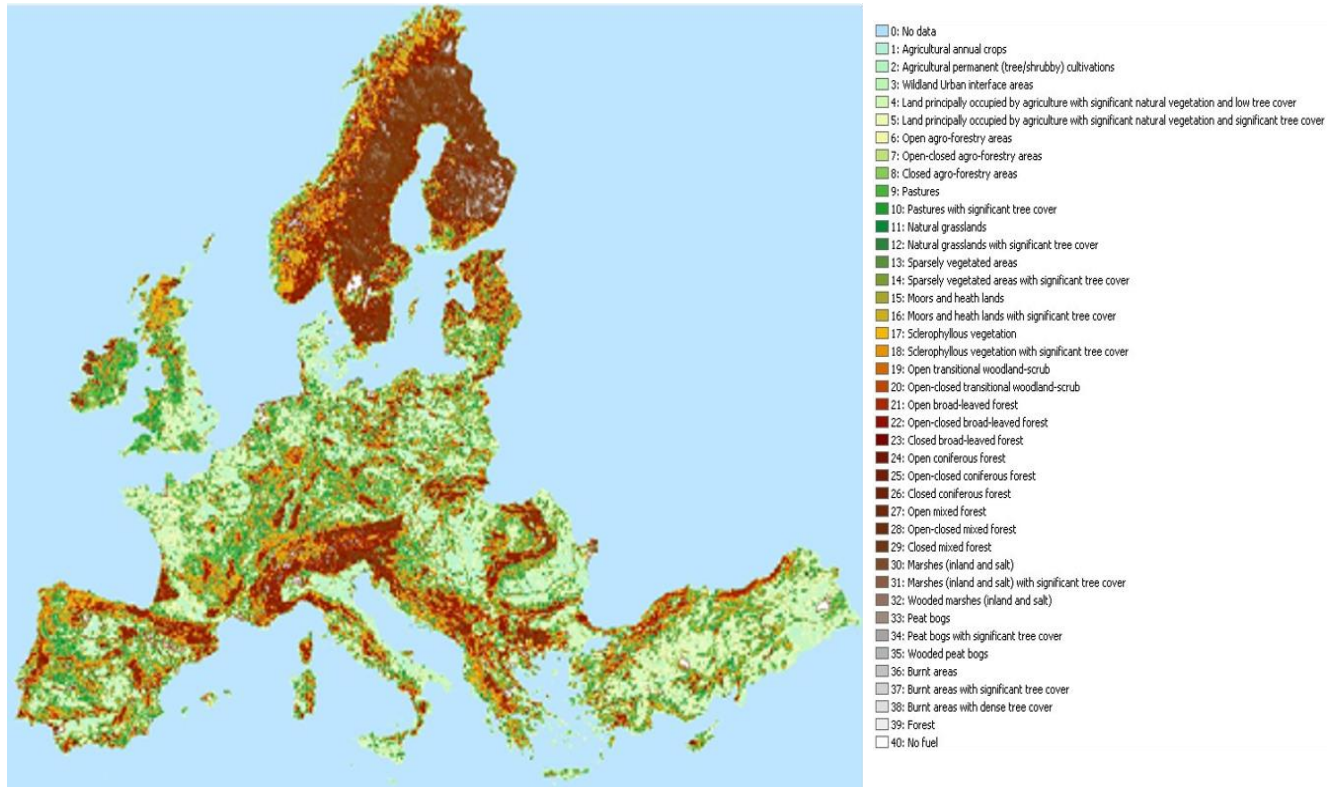 0: No data
1: Agricultural annual crops
2: Agricultural permanent (tree/shrubby) cultivations
3: Wildland Urban interface areas
4: Land principally occupied by agriculture with significant natural vegetation and low tree cover
5: Land principally occupied by agriculture with significant natural vegetation and significant tree cover
6: Open agro-forestry areas
7: Open-closed agro-forestry areas
8: Closed agro-forestry areas
9: Pastures
10: Pastures with significant tree cover
11: Natural grasslands
12: Natural grasslands with significant tree cover
13: Sparsely vegetated areas
14: Sparsely vegetated areas with significant tree cover
15: Moors and heath lands
16: Moors and heath lands with significant tree cover
17: Sclerophyllous vegetation
18: Sclerophyllous vegetation with significant tree cover
19: Open transitional woodland-scrub
20: Open-closed transitional woodland-scrub
21: Open broad-leaved forest
22: Open-closed broad-leaved forest
23: Closed broad-leaved forest
24: Open coniferous forest
25: Open-closed coniferous forest
26: Closed coniferous forest
27: Open mixed forest
28: Open-closed mixed forest
29: Closed mixed forest
30: Marshes (inland and salt)
31: Marshes (inland and salt) with significant tree cover
32: Wooded marshes (inland and salt)
33: Peat bogs
34: Peat bogs with significant tree cover
35: Wooded peat bogs
36: Burnt areas
37: Burnt areas with significant tree cover
38: Burnt areas with dense tree cover
39: Forest
40: No fuel